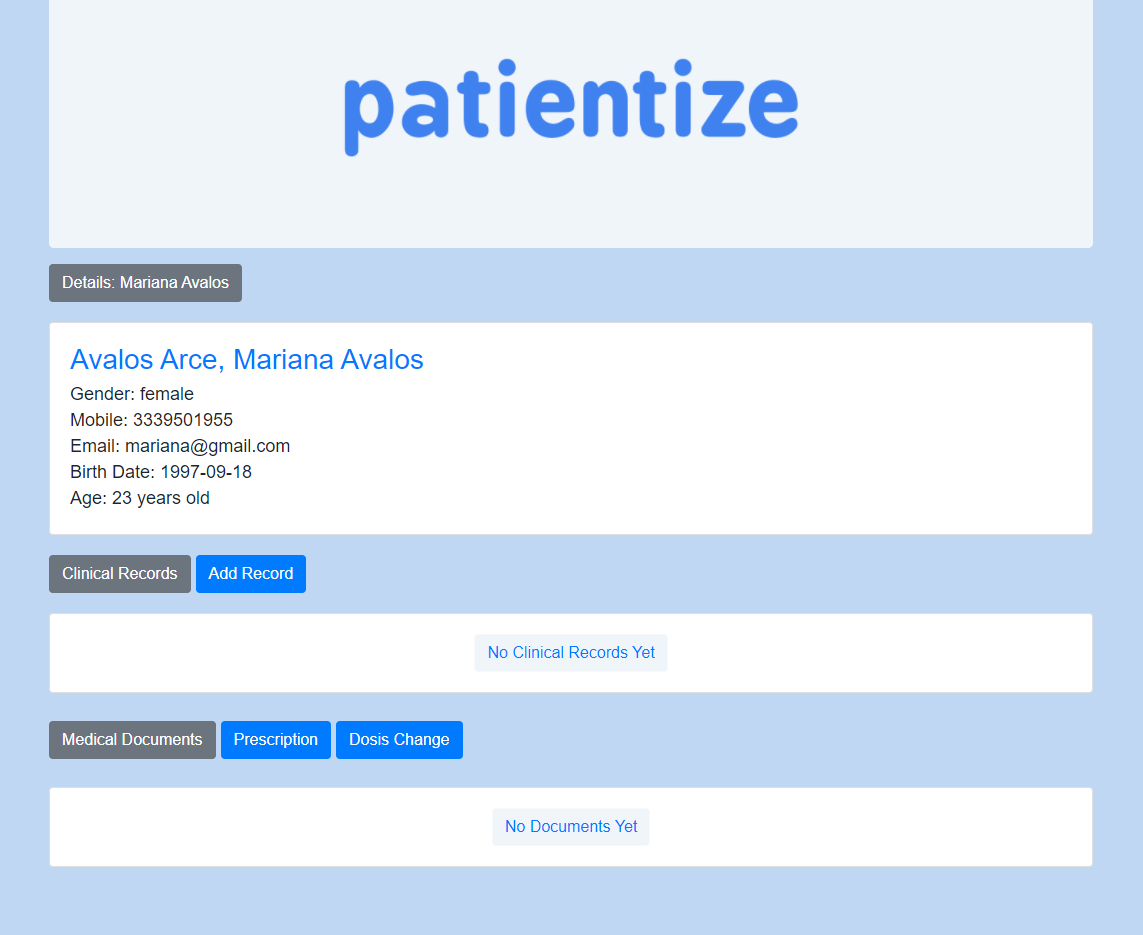 patientize
Details: Mariana Avalos
Avalos Arce, Mariana Avalos
Gender: female
Mobile: 3339501955
Email: mariana@gmail.com
Birth Date: 1997-09-18
Age: 23 years old
Clinical Records Add Record
No Clinical Records Yet
Medical Documents Prescription Dosis Change
No Documents Yet